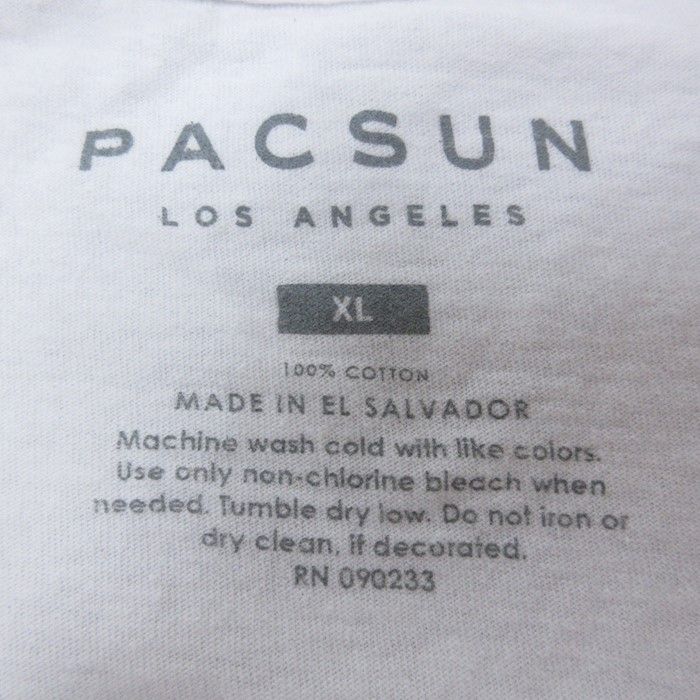 PACSUN
LOS ANGELES
XL
100% COTTON
MADE IN EL SALVADOR
Machine wash cold with like colors.
Use only non-chlorine bleach when
needed. Tumble dry low. Do not iron or
dry clean, if decorated.
RN 090233